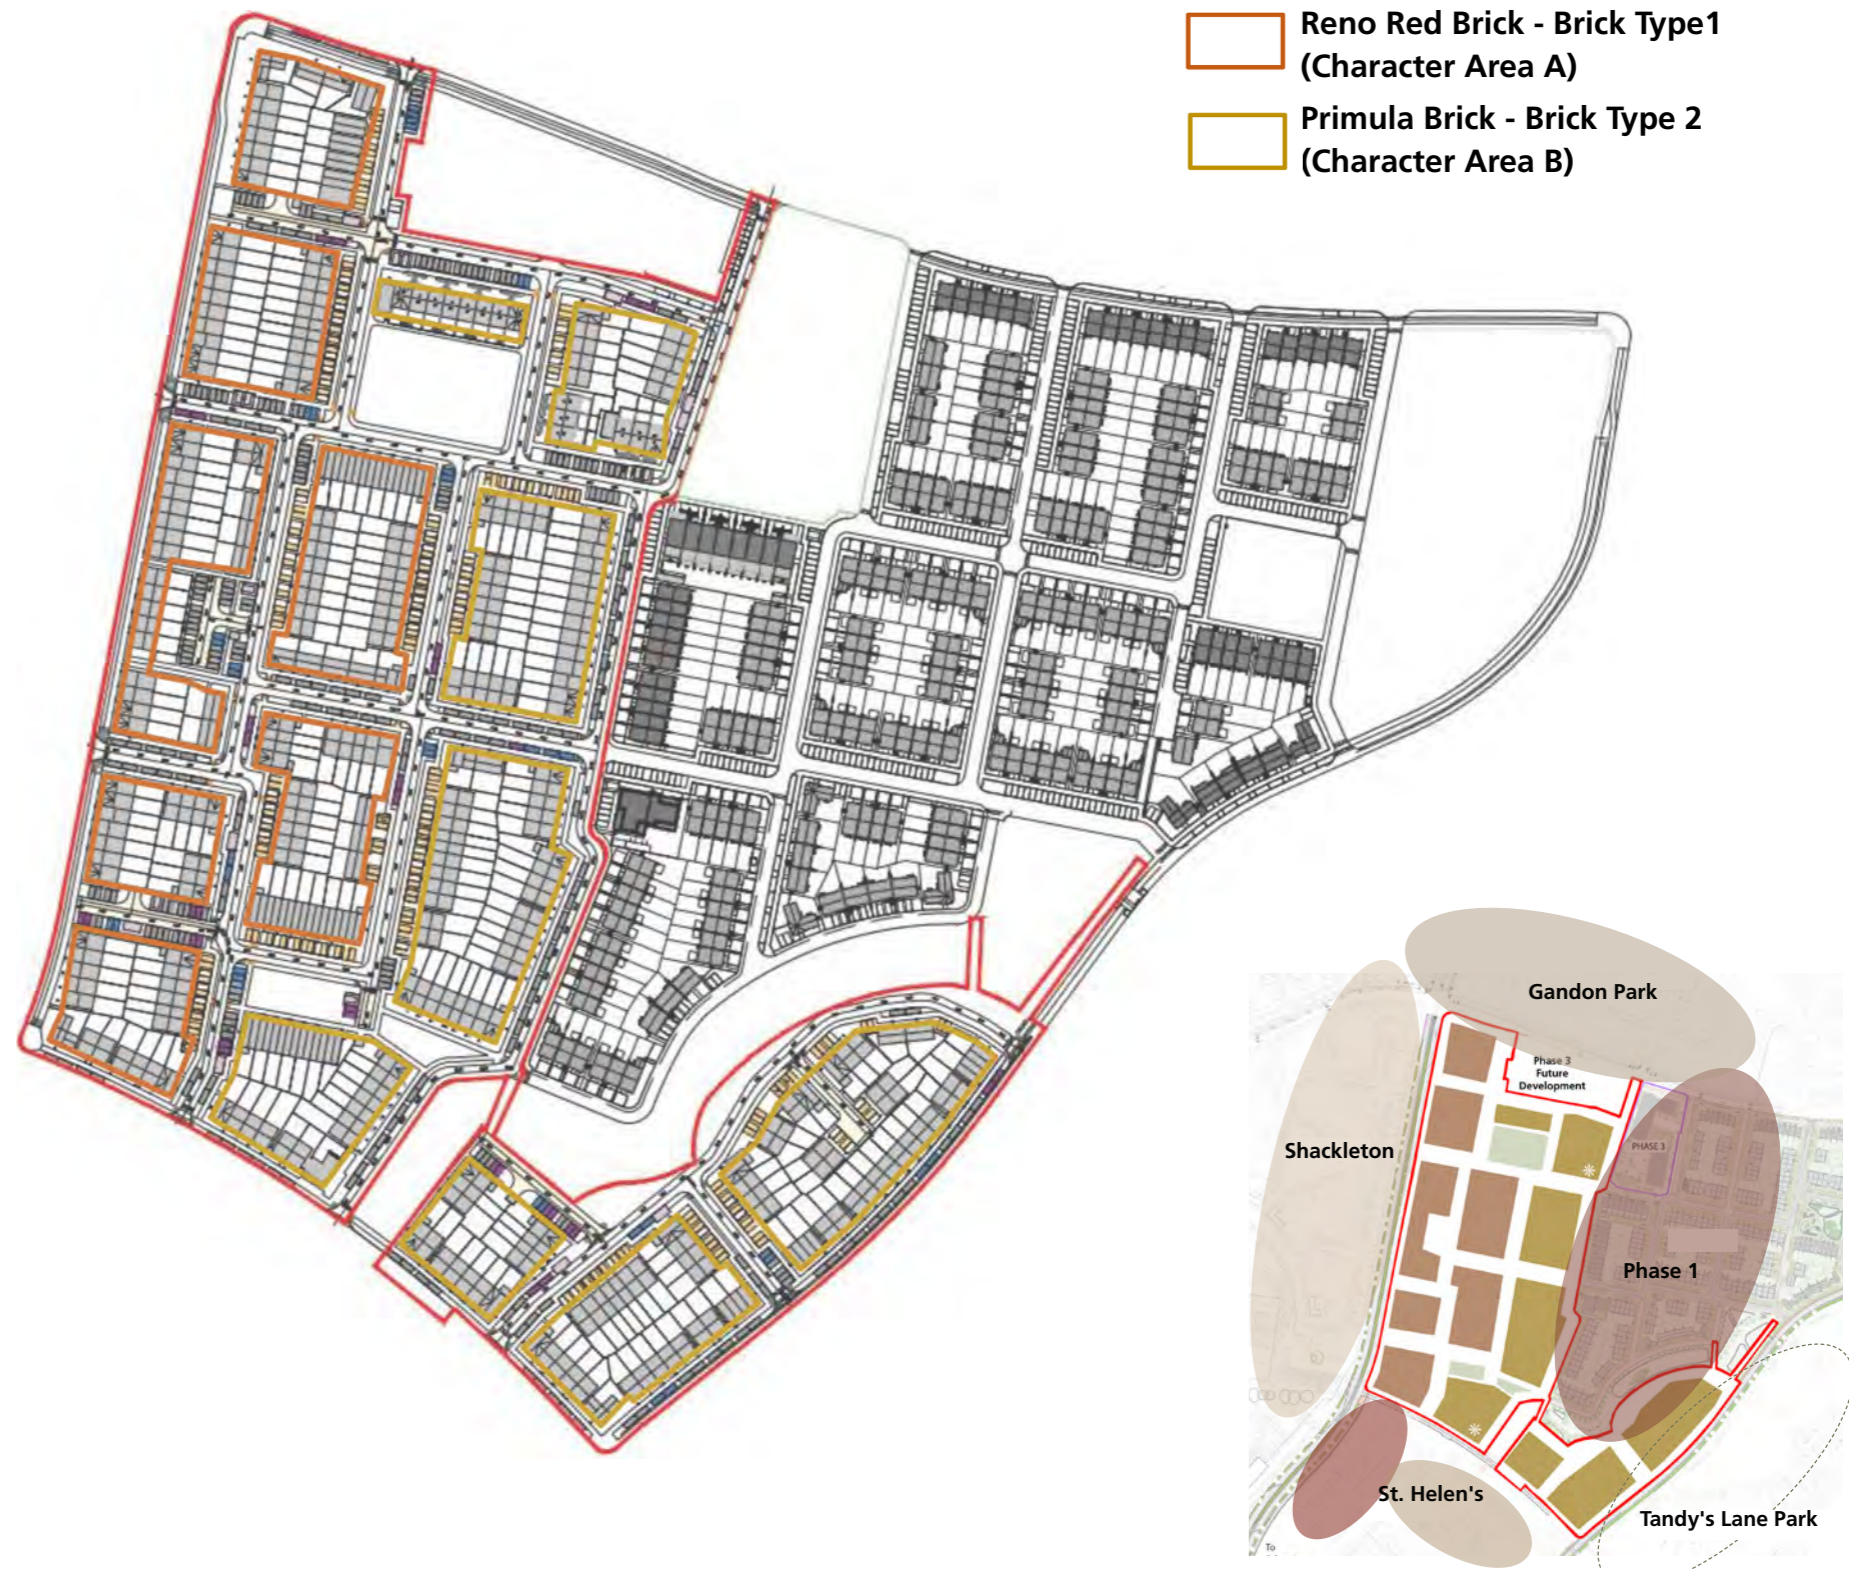 Reno Red Brick - Brick Type1
(Character Area A)
Primula Brick - Brick Type 2
(Character Area B)
Gandon Park
Phase 3
Future
Development
Shackleton
PHASE 3
Phase 1
St. Helen's
Tandy's Lane Park
To